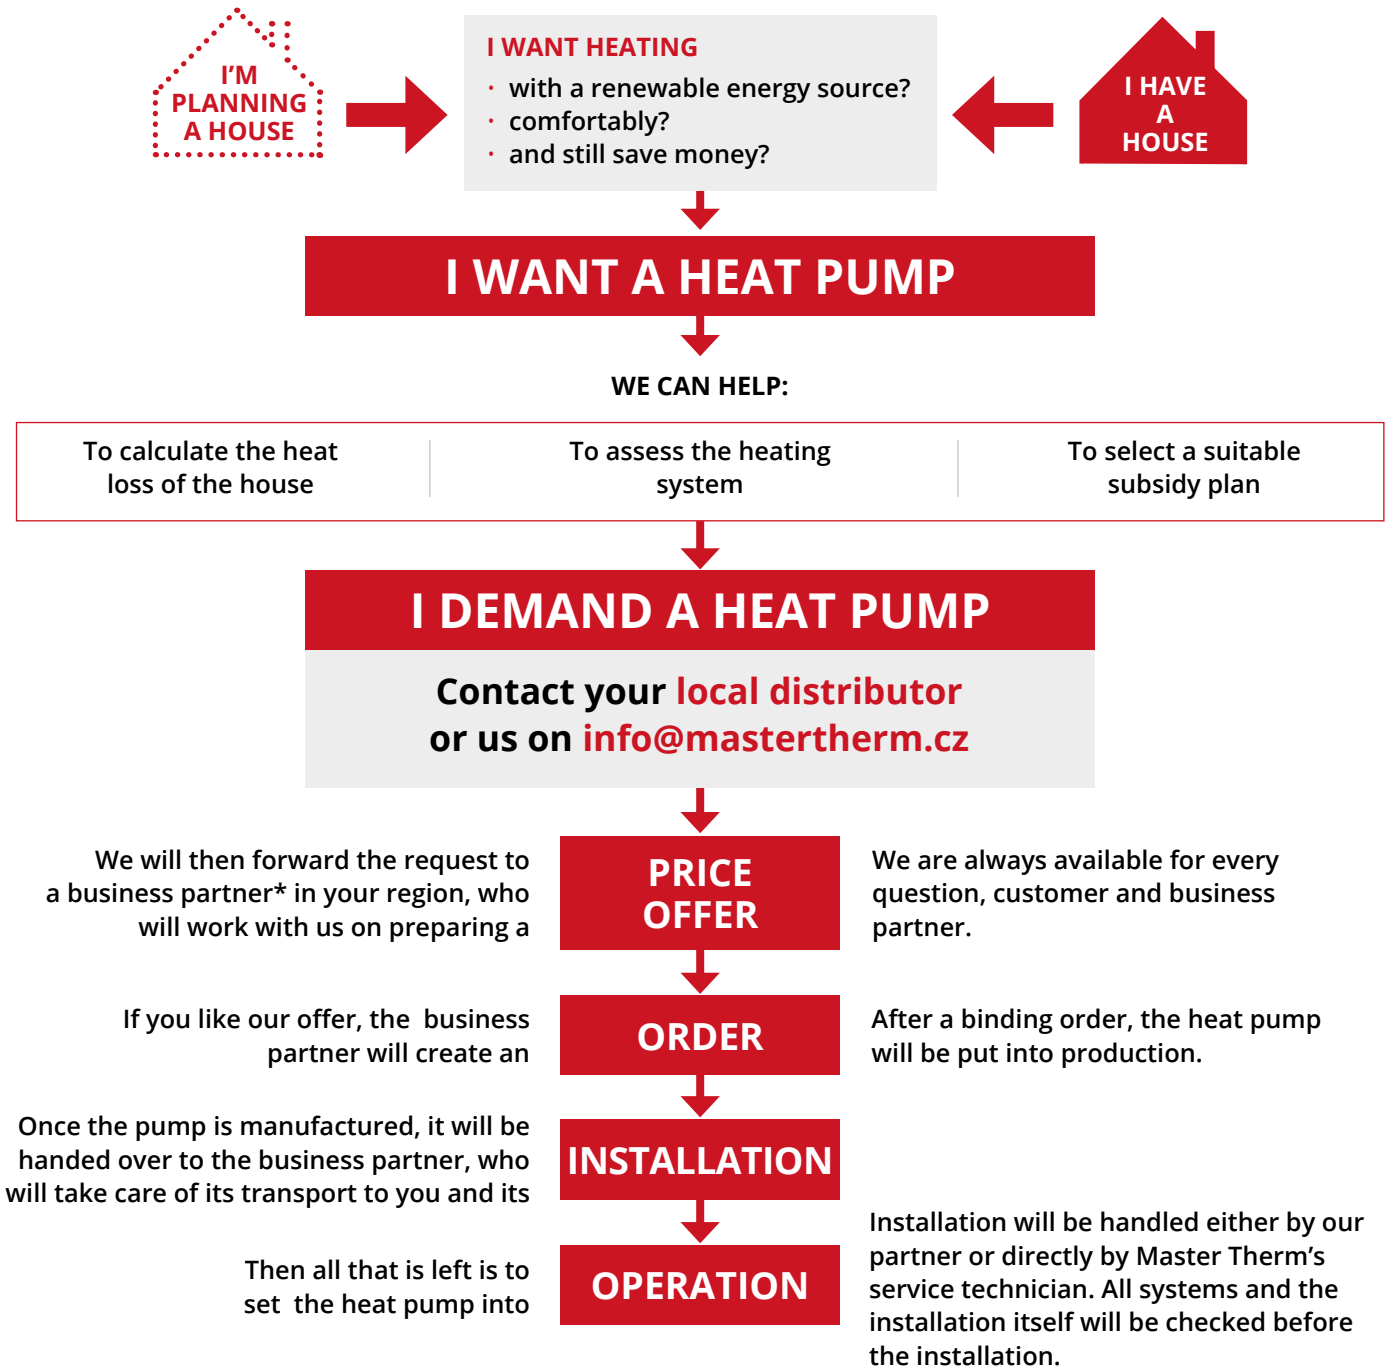 I'M
PLANNING
A HOUSE
I WANT HEATING
· with a renewable energy source?
· comfortably?
· and still save money?
I HAVE
A
HOUSE
I WANT A HEAT PUMP
WE CAN HELP:
To calculate the heat
loss of the house
To assess the heating
system
To select a suitable
subsidy plan
I DEMAND A HEAT PUMP
Contact your local distributor
or us on info@mastertherm.cz
We will then forward the request to
a business partner* in your region, who
will work with us on preparing a
PRICE
OFFER
We are always available for every
question, customer and business
partner.
If you like our offer, the business
partner will create an
ORDER
After a binding order, the heat pump
will be put into production.
Once the pump is manufactured, it will be
handed over to the business partner, who
will take care of its transport to you and its
INSTALLATION
Installation will be handled either by our
partner or directly by Master Therm's
service technician. All systems and the
installation itself will be checked before
the installation.
Then all that is left is to
set the heat pump into
OPERATION